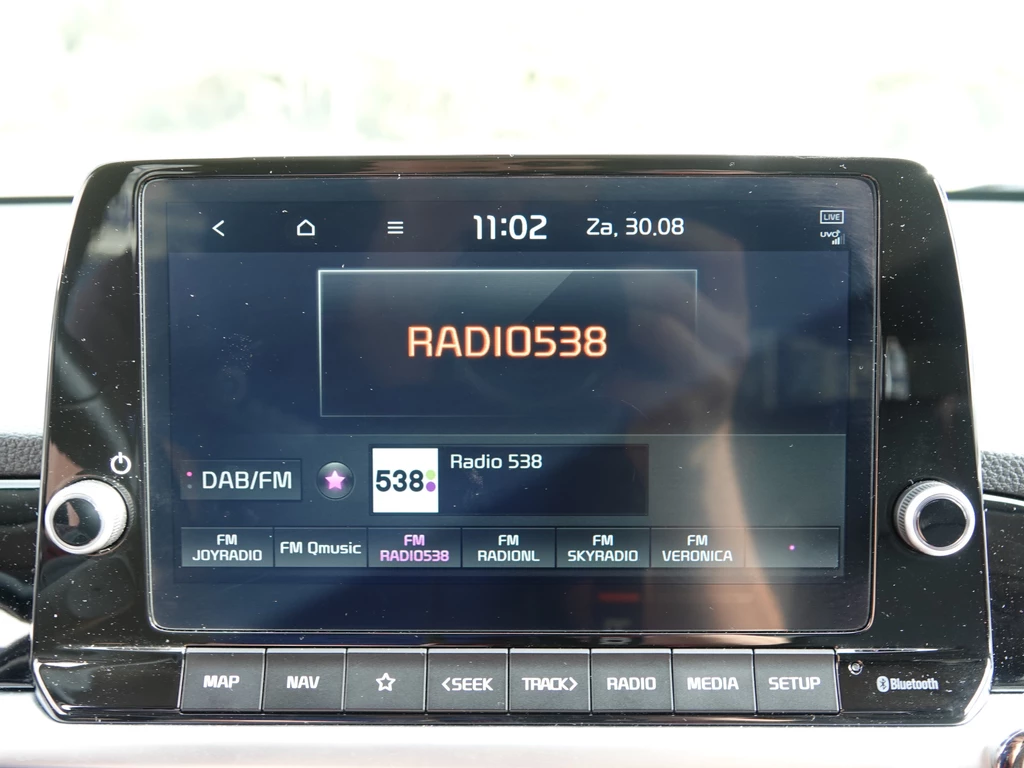 11:02 Za, 30.08
LIVE
UVO
RADIO538
DAB/FM
538
Radio 538
FM JOYRADIO
FM Qmusic
FM RADIO538
FM RADIONL
FM SKYRADIO
FM VERONICA
MAP NAV <SEEK TRACK> RADIO MEDIA SETUP
Bluetooth